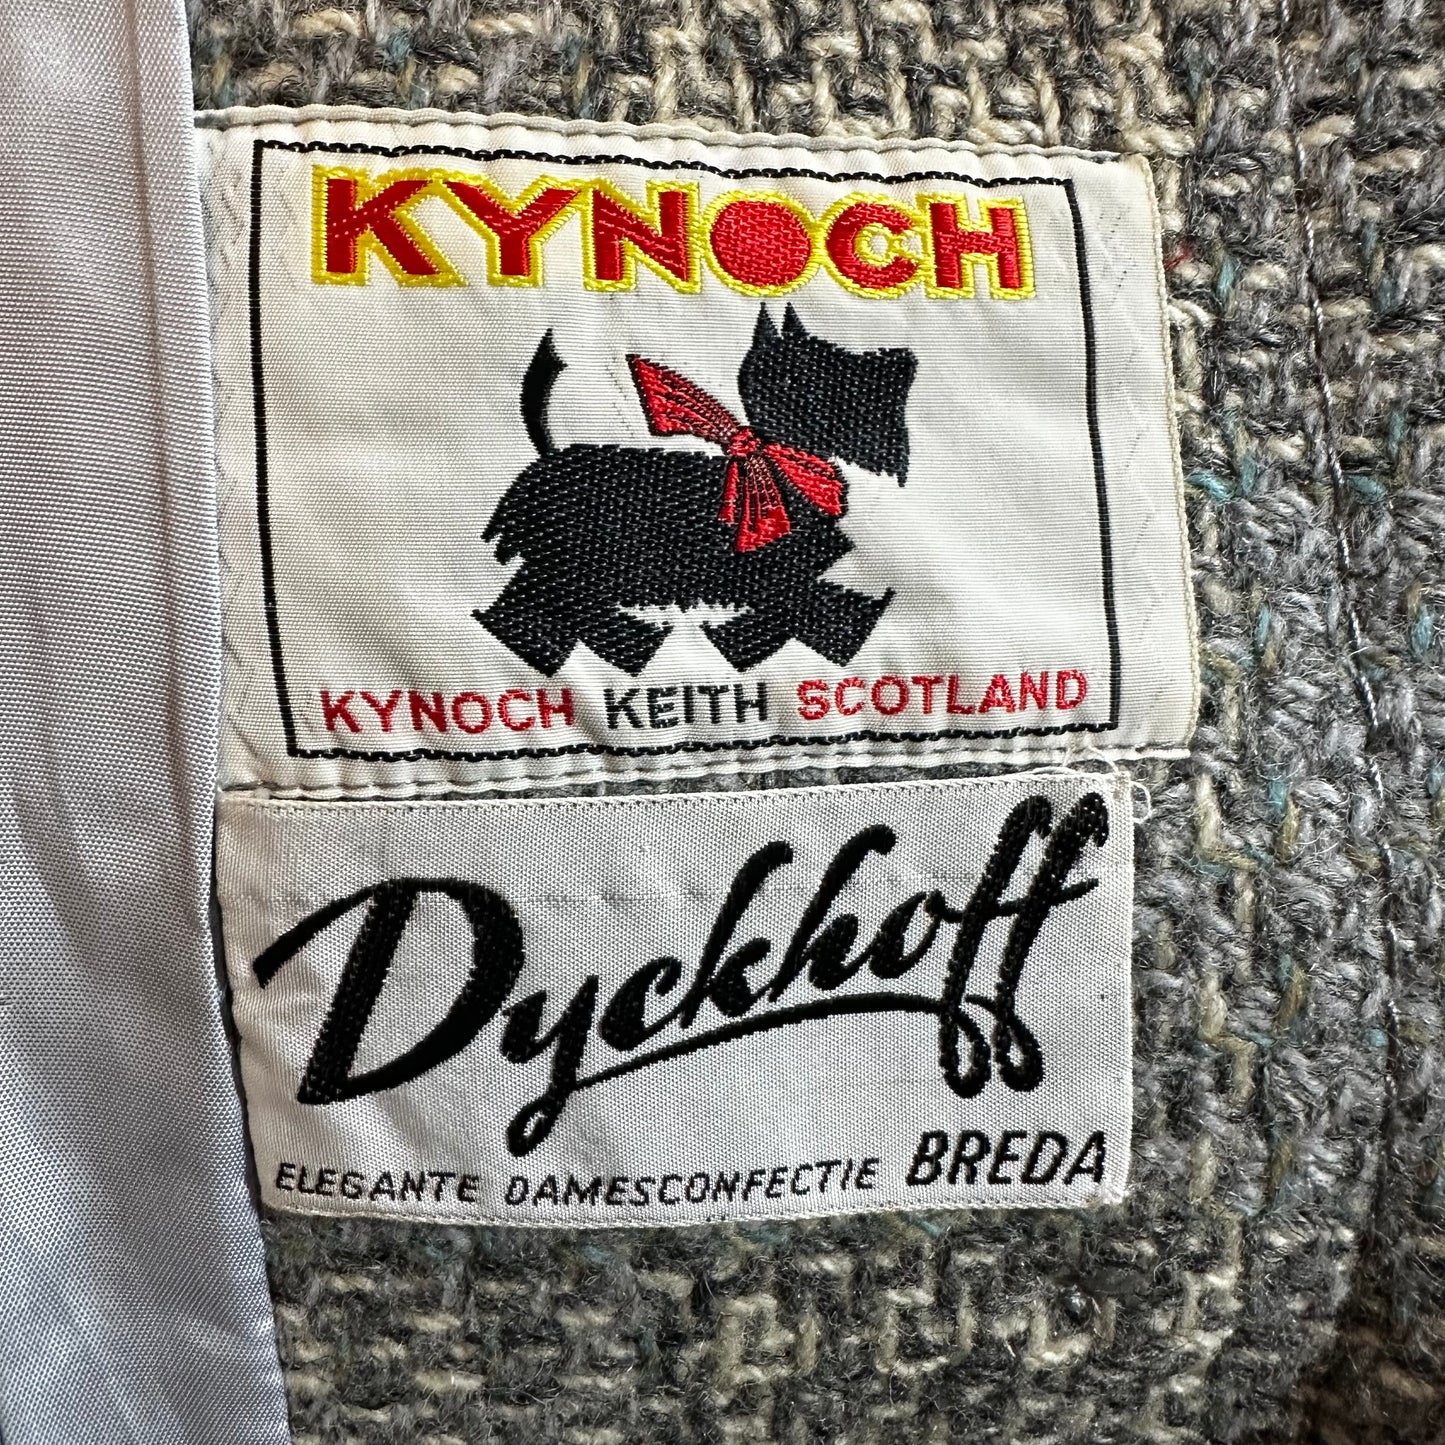 KYNOCH
KYNOCH KEITH SCOTLAND
Dyckhoff
ELEGANTE DAMESCONFECTIE BREDA